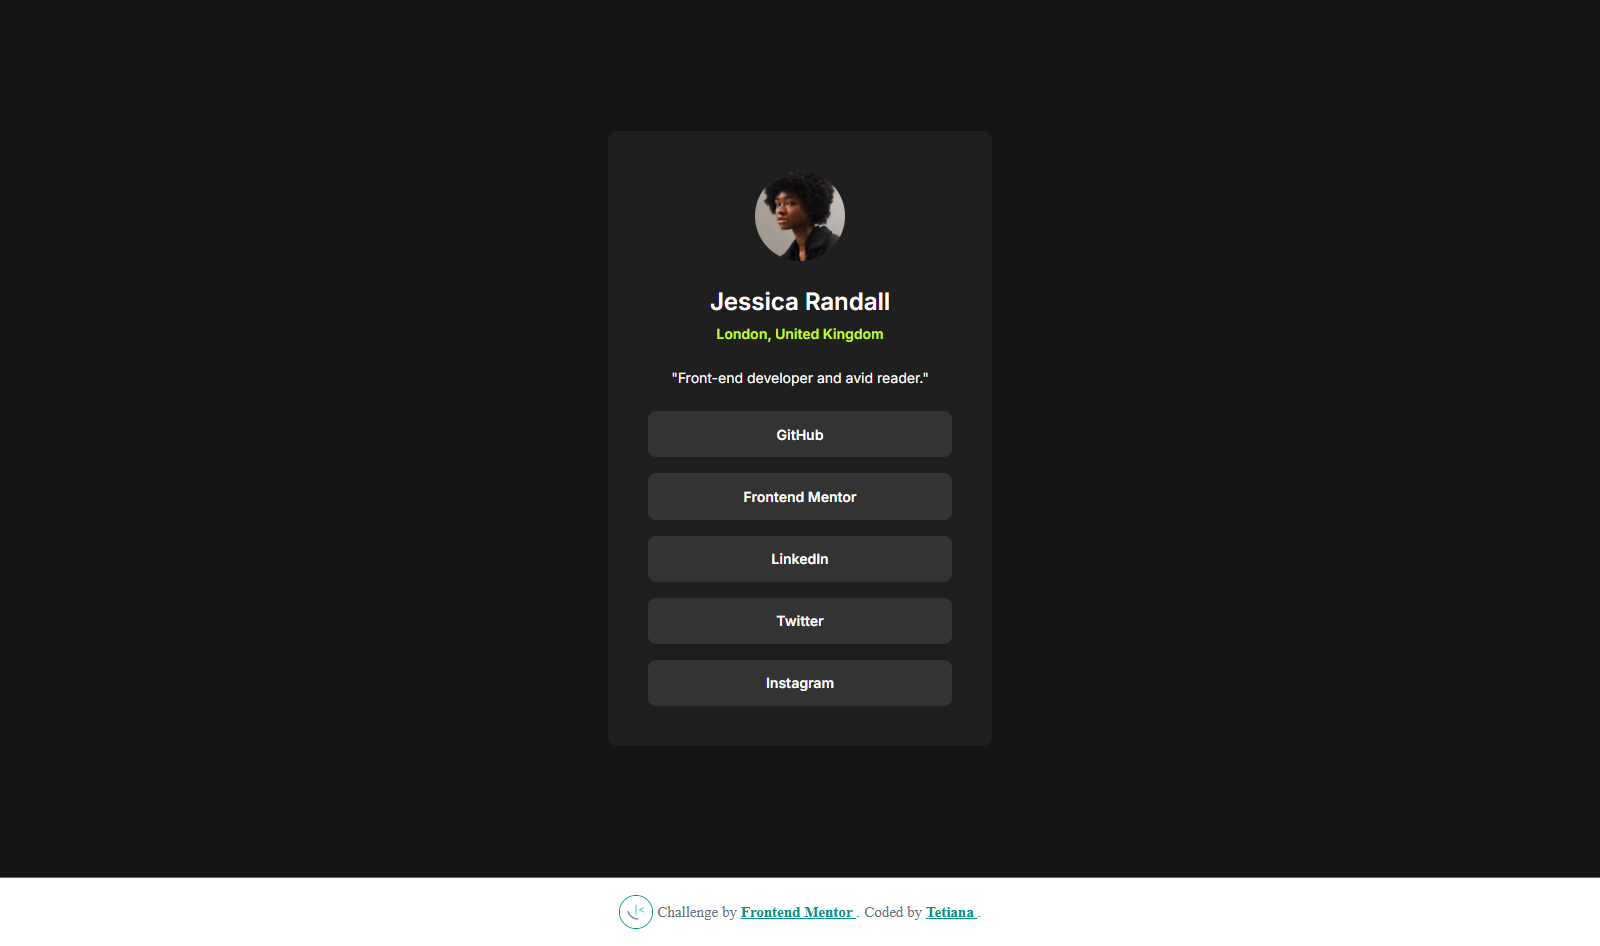 Jessica Randall
London, United Kingdom
"Front-end developer and avid reader."
GitHub
Frontend Mentor
LinkedIn
Twitter
Instagram
Challenge by Frontend Mentor . Coded by Tetiana .